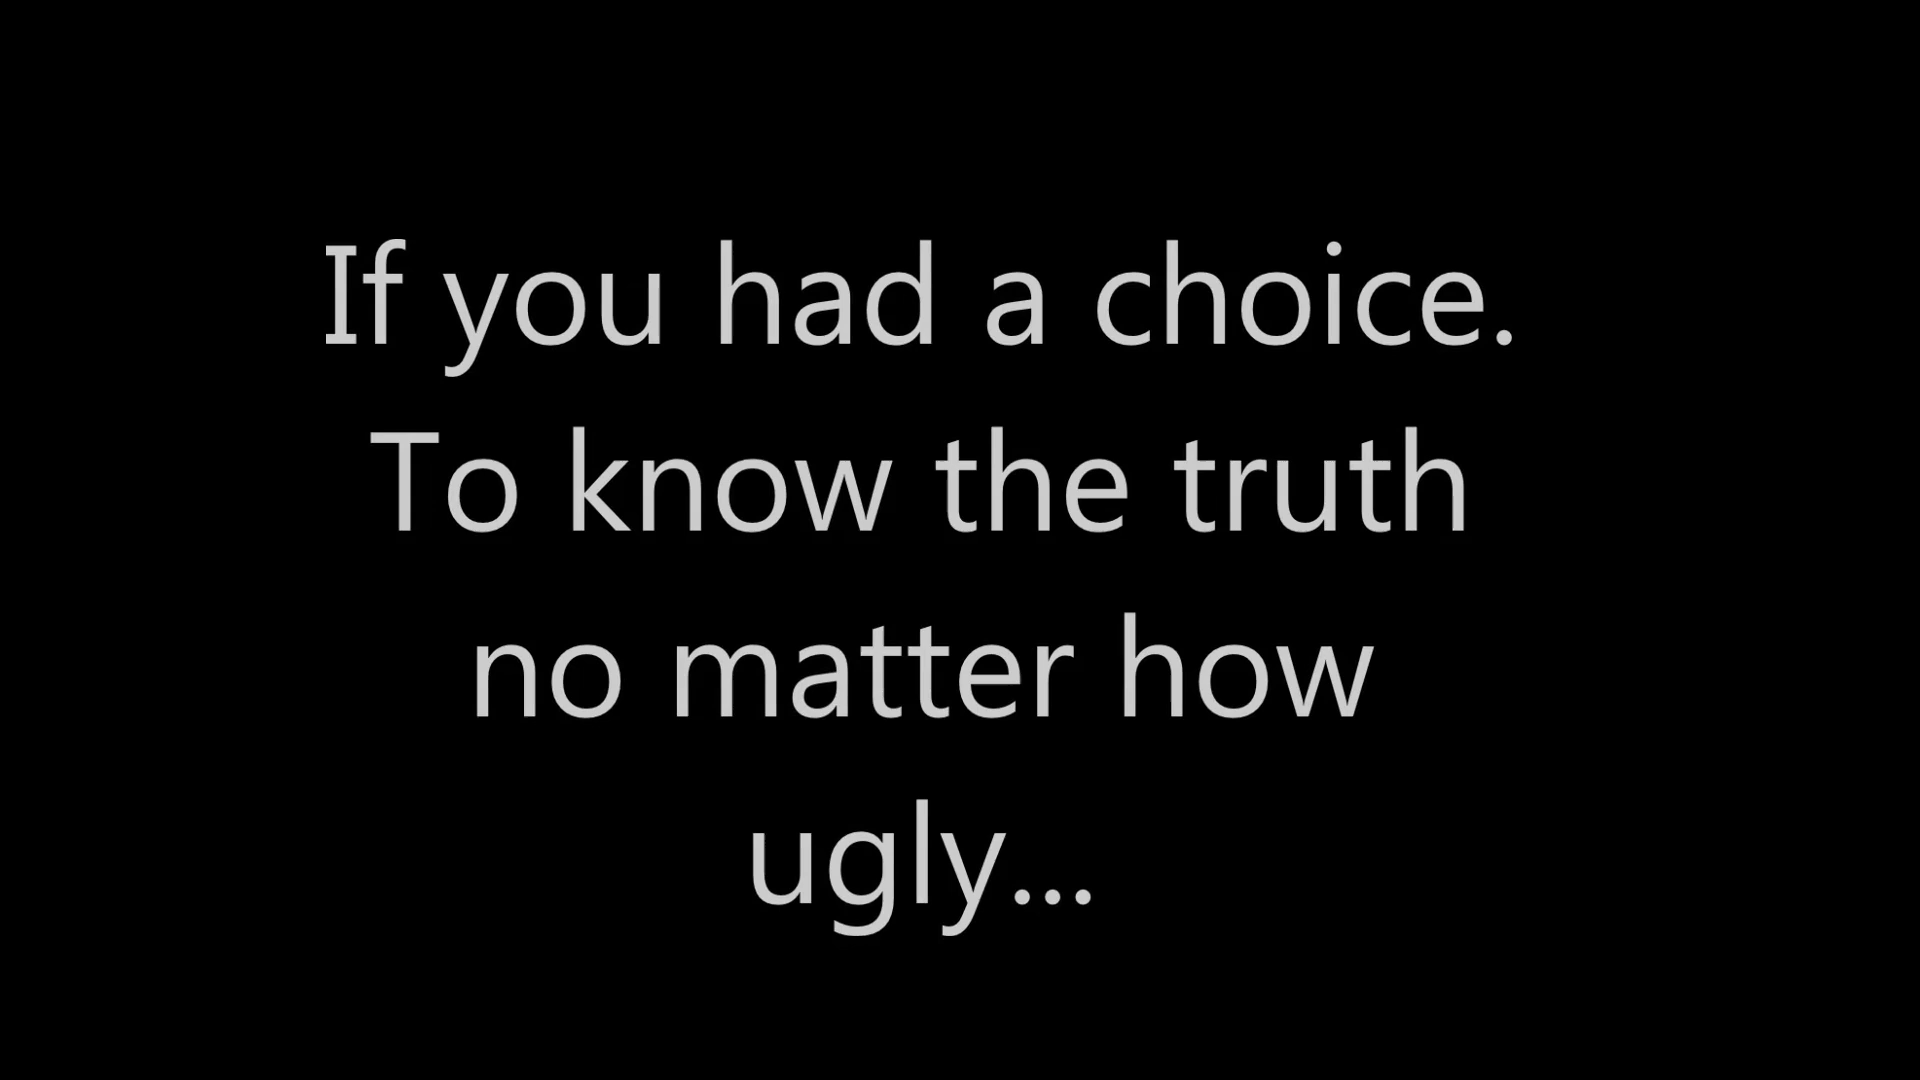 If you had a choice.
To know the truth
no matter how
ugly...